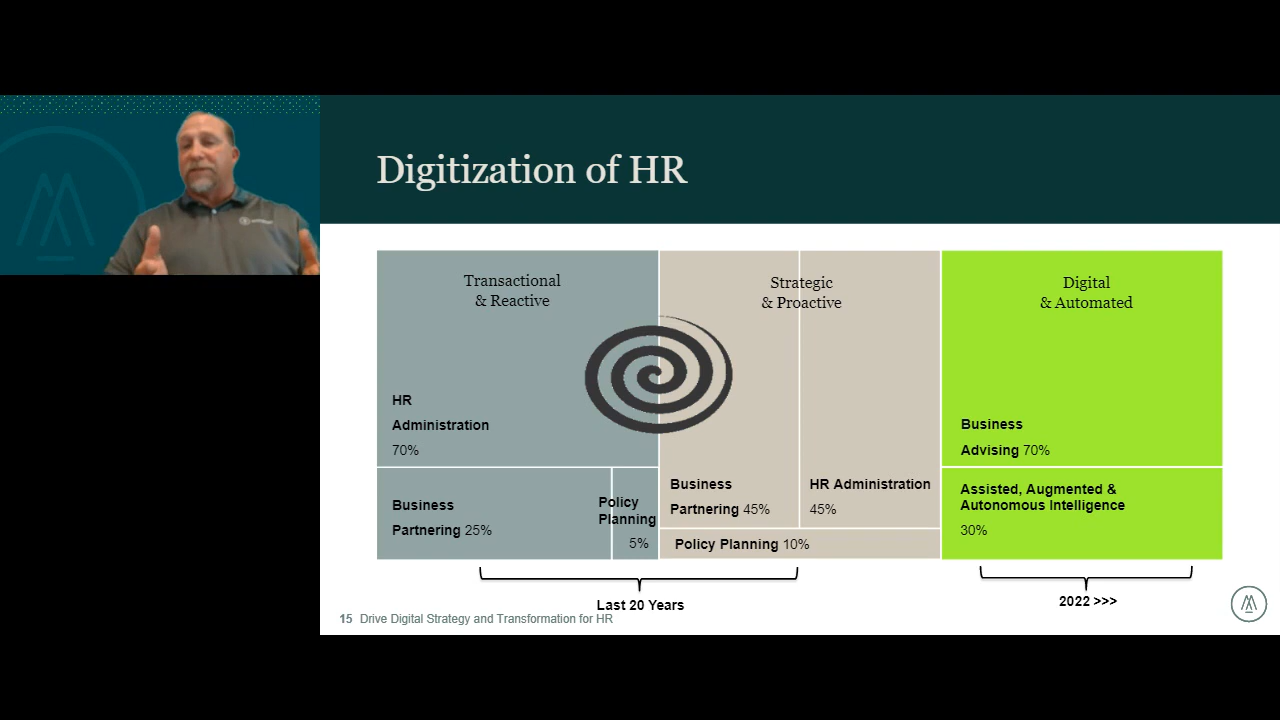 Digitization of HR
Transactional
& Reactive
HR
Administration
70%
Business
Partnering 25%
Policy
Planning
5%
Strategic
& Proactive
Business
Partnering 45%
HR Administration
45%
Policy Planning 10%
Digital
& Automated
Business
Advising 70%
Assisted, Augmented &
Autonomous Intelligence
30%
Last 20 Years
2022 >>>
15 Drive Digital Strategy and Transformation for HR